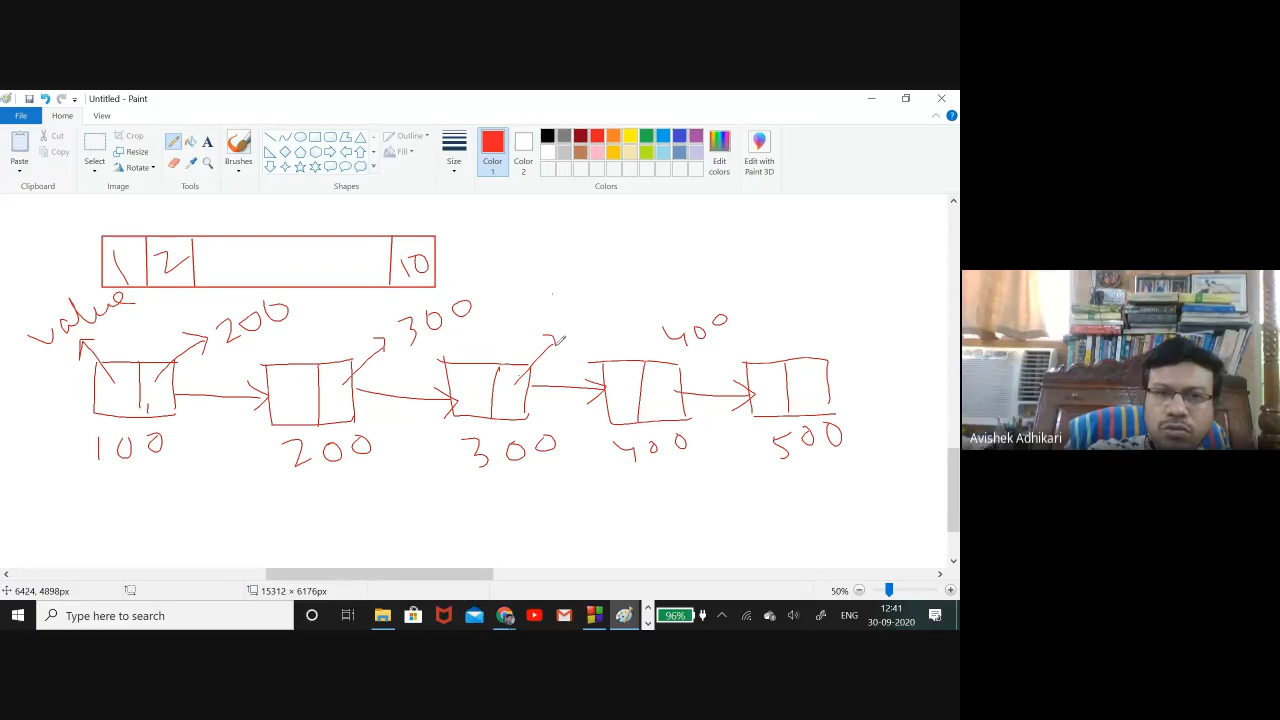 Untitled - Paint
File Home View
Paste
Cut
Copy
Clipboard
Select
Crop
Resize
Rotate
Image
Tools
Brushes
Shapes
Outline
Fill
Size
Color 1
Color 2
Edit colors
Edit with Paint 3D
Colors
1 2 10
value
200 300 400
100 200 300 400 500
Avishek Adhikari
6424, 4898px 15312 × 6176px 50%
Type here to search 96% ENG 12:41
30-09-2020